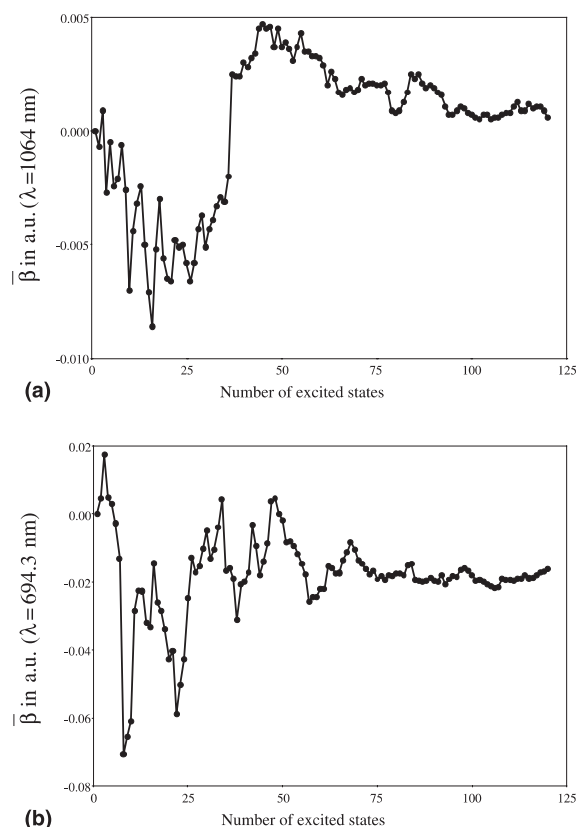 0.005
0.000
-0.005
-0.010
β̅ in a.u. (λ=1064 nm)
0 25 50 75 100 125
Number of excited states
(a)
0.02
0.00
-0.02
-0.04
-0.06
-0.08
β̅ in a.u. (λ=694.3 nm)
0 25 50 75 100 125
Number of excited states
(b)